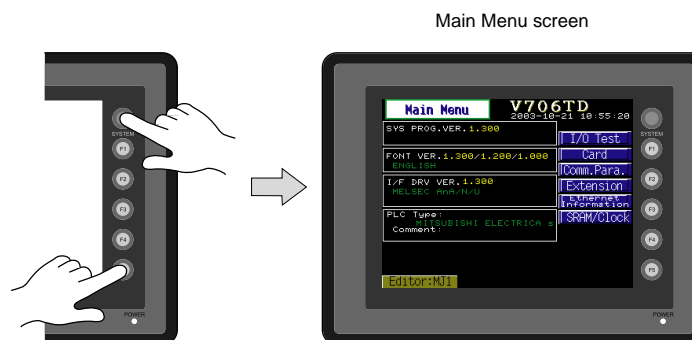 Main Menu screen
SYSTEM
F1
F2
F3
F4
POWER
Main Menu
V706TD
2003-10-21 10:55:20
SYS PROG.VER.1.300
FONT VER.1.300/1.200/1.000
ENGLISH
I/F DRV VER.1.300
MELSEC AnA/N/U
PLC Type:
MITSUBISHI ELECTRICA s
Comment:
Editor:MJ1
I/O Test
Card
Comm.Para.
Extension
Ethernet
Information
SRAM/Clock
SYSTEM
F1
F2
F3
F4
F5
POWER